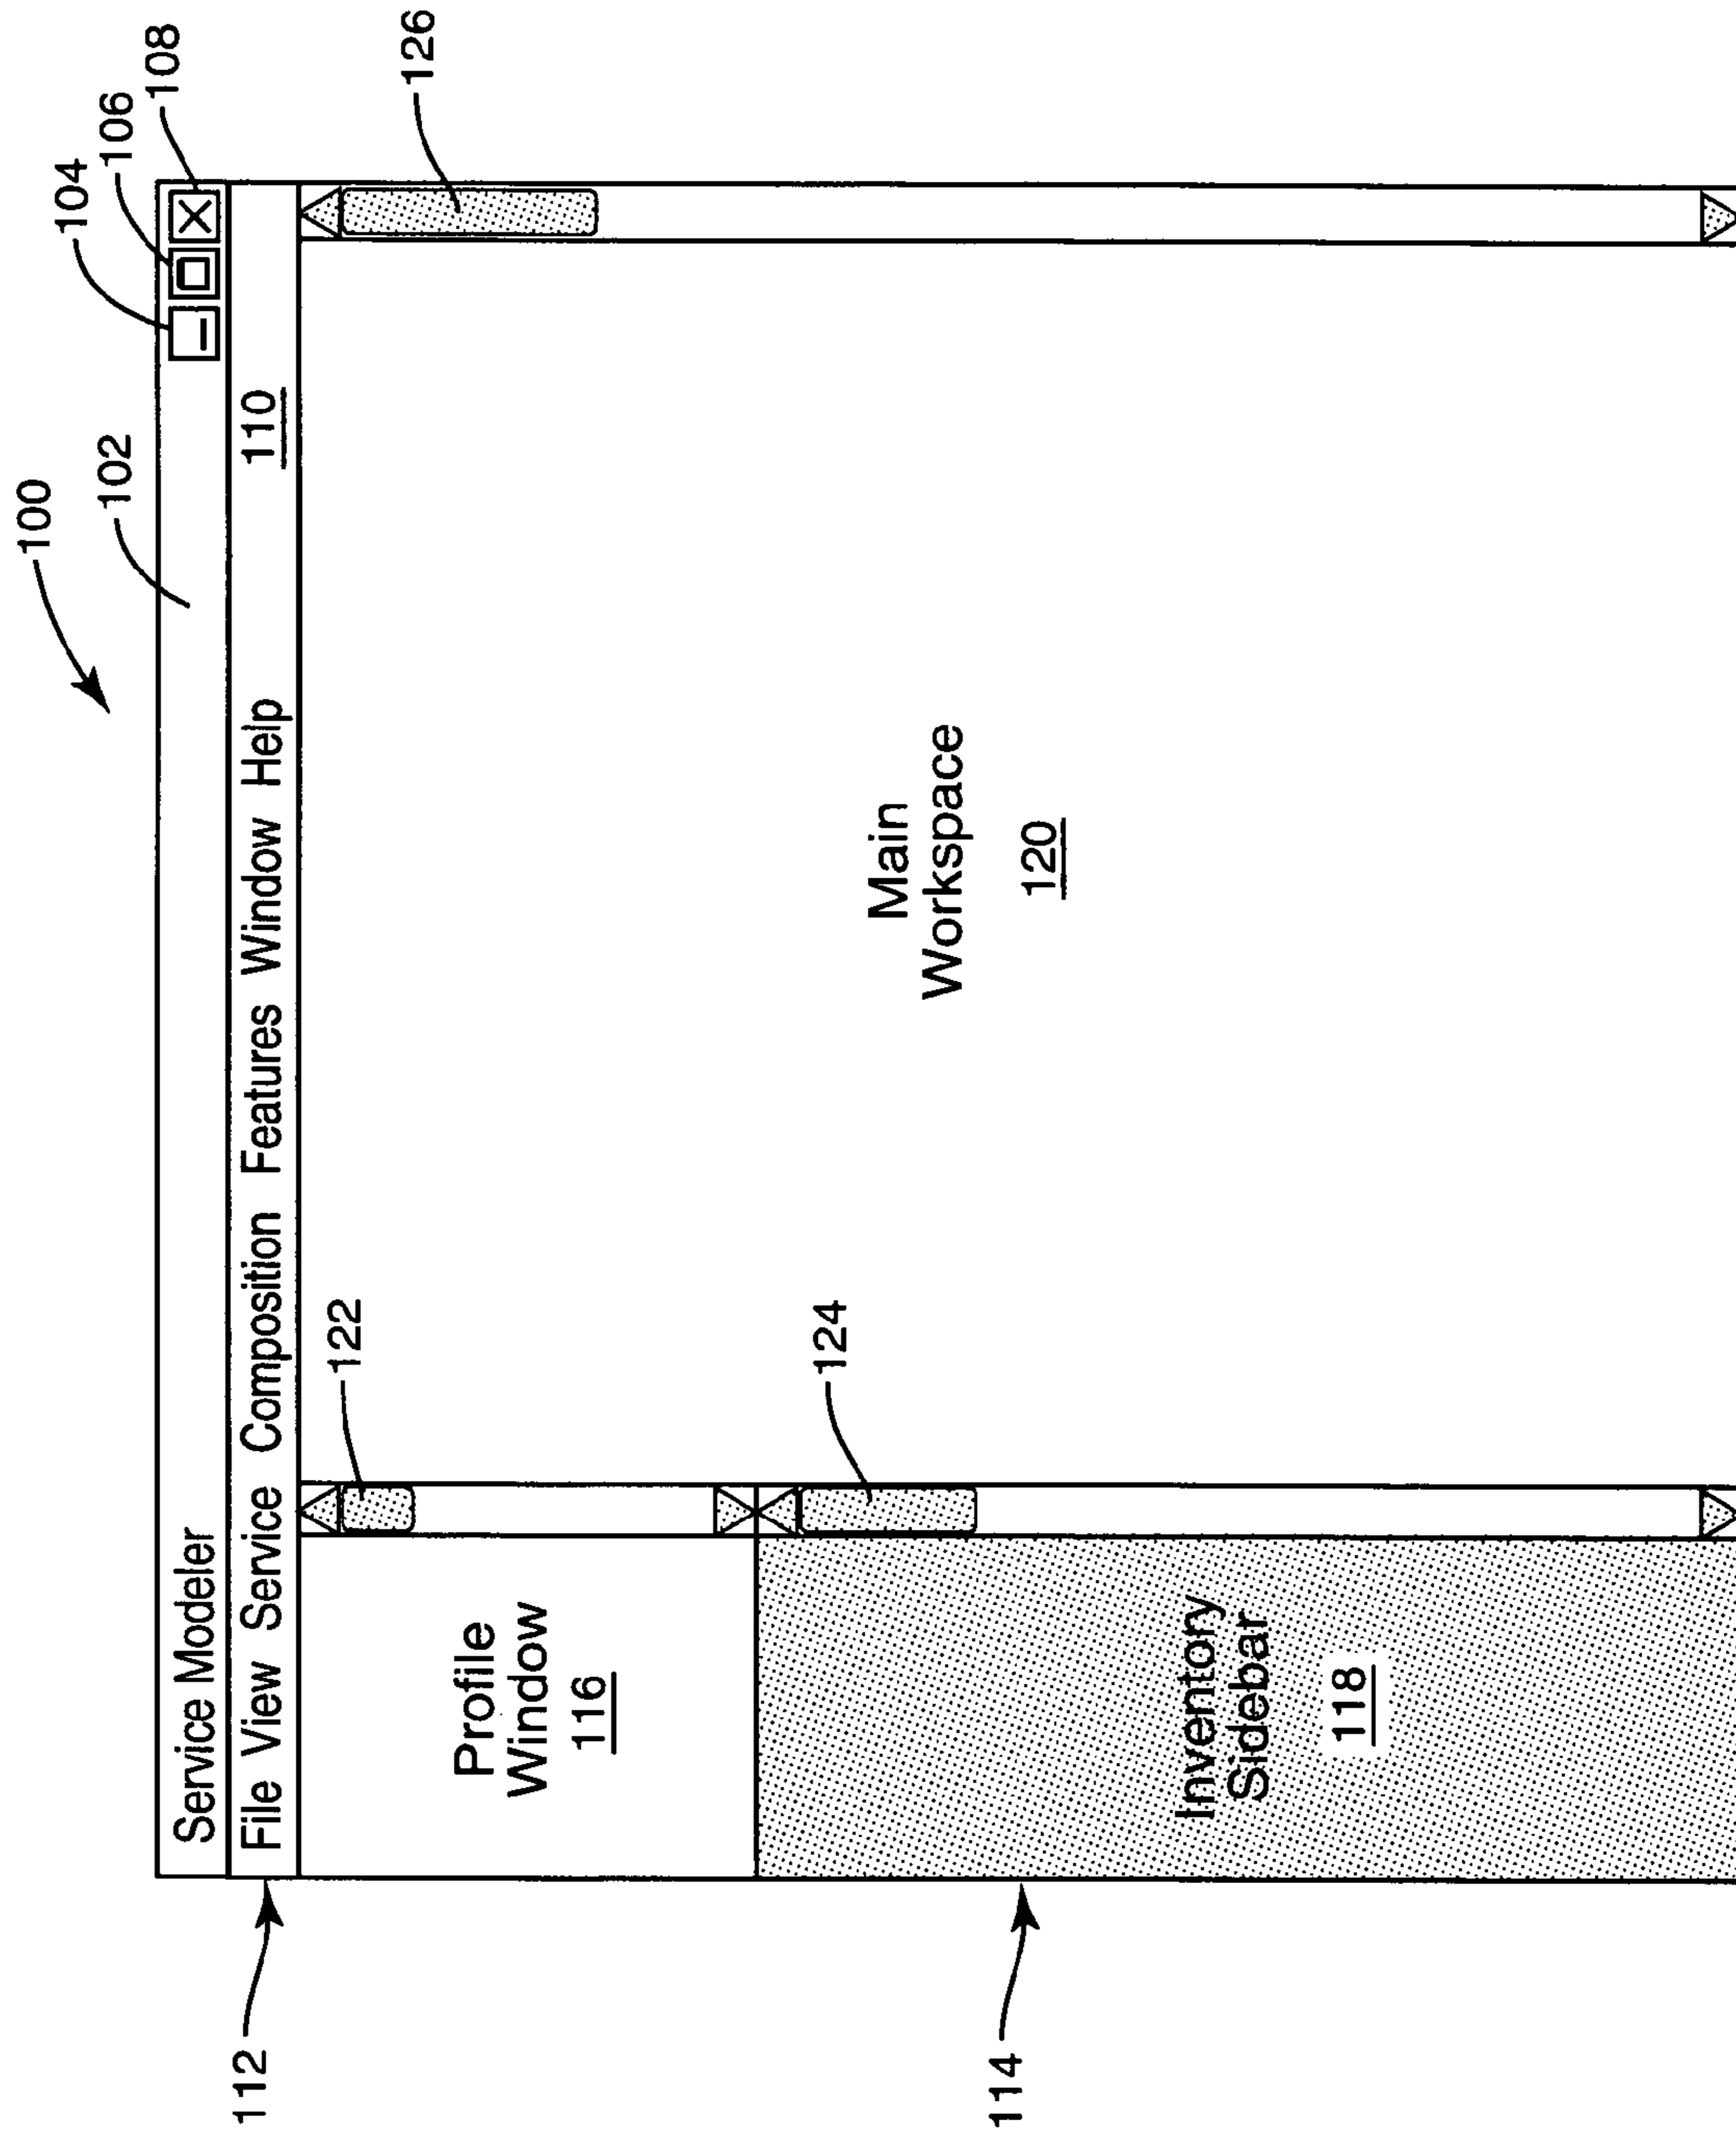 100
102
104
106
108
Service Modeler
112
File View Service Composition Features Window Help 110
122
126
Profile
Window
116
124
Main
Workspace
120
114
Inventory
Sidebar
118